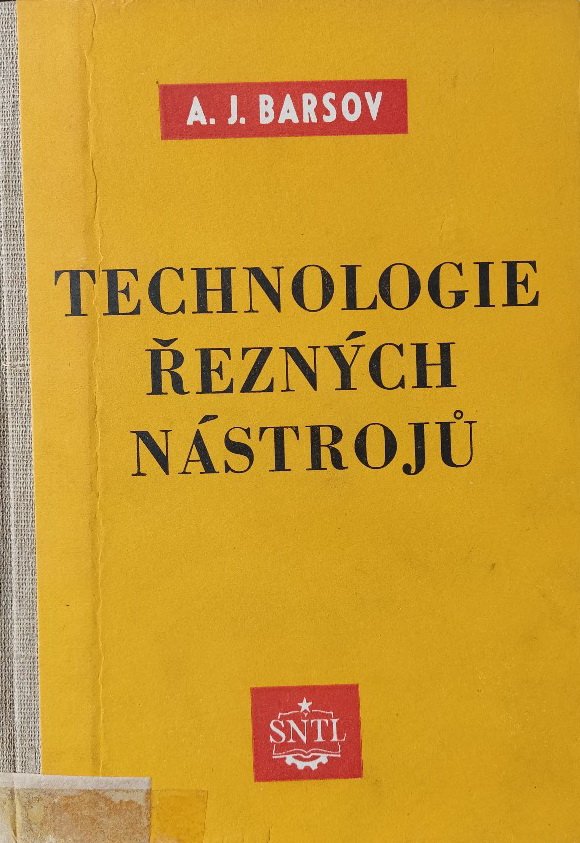 A. J. BARSOV
TECHNOLOGIE
ŘEZNÝCH
NÁSTROJŮ
SNTL